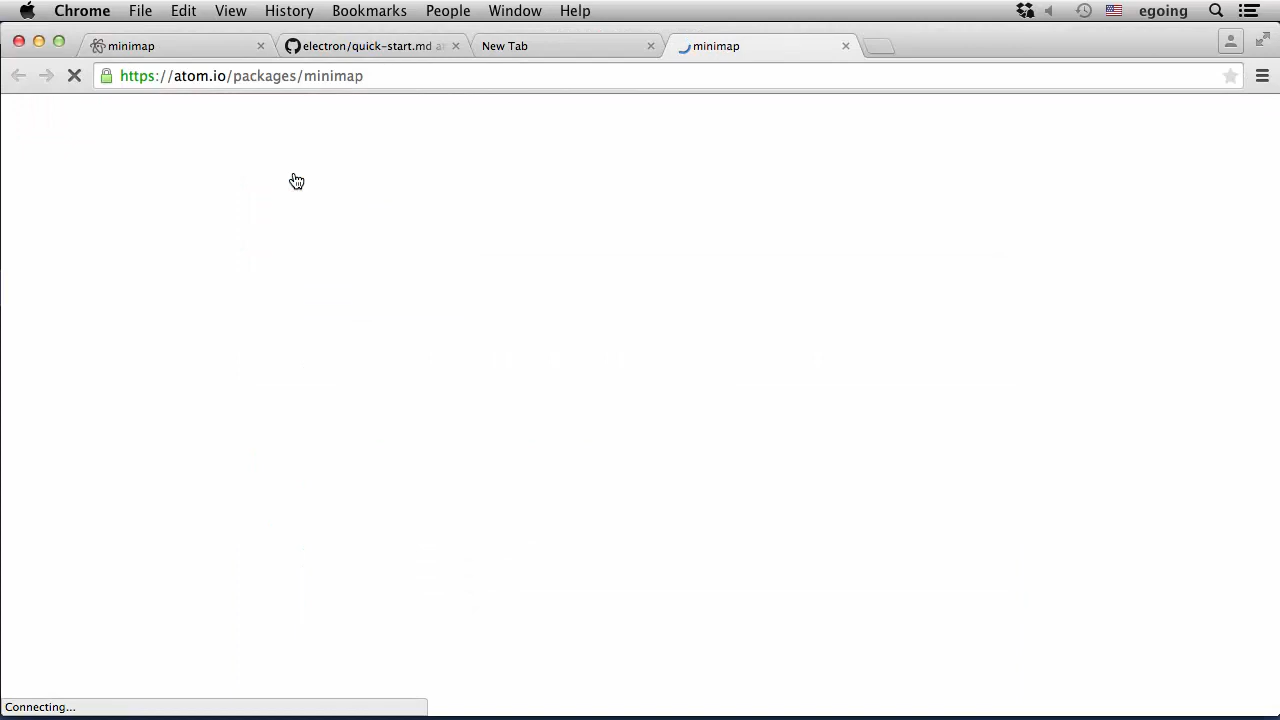 Chrome File Edit View History Bookmarks People Window Help egoing
minimap electron/quick-start.md a New Tab minimap
https://atom.io/packages/minimap
Connecting...